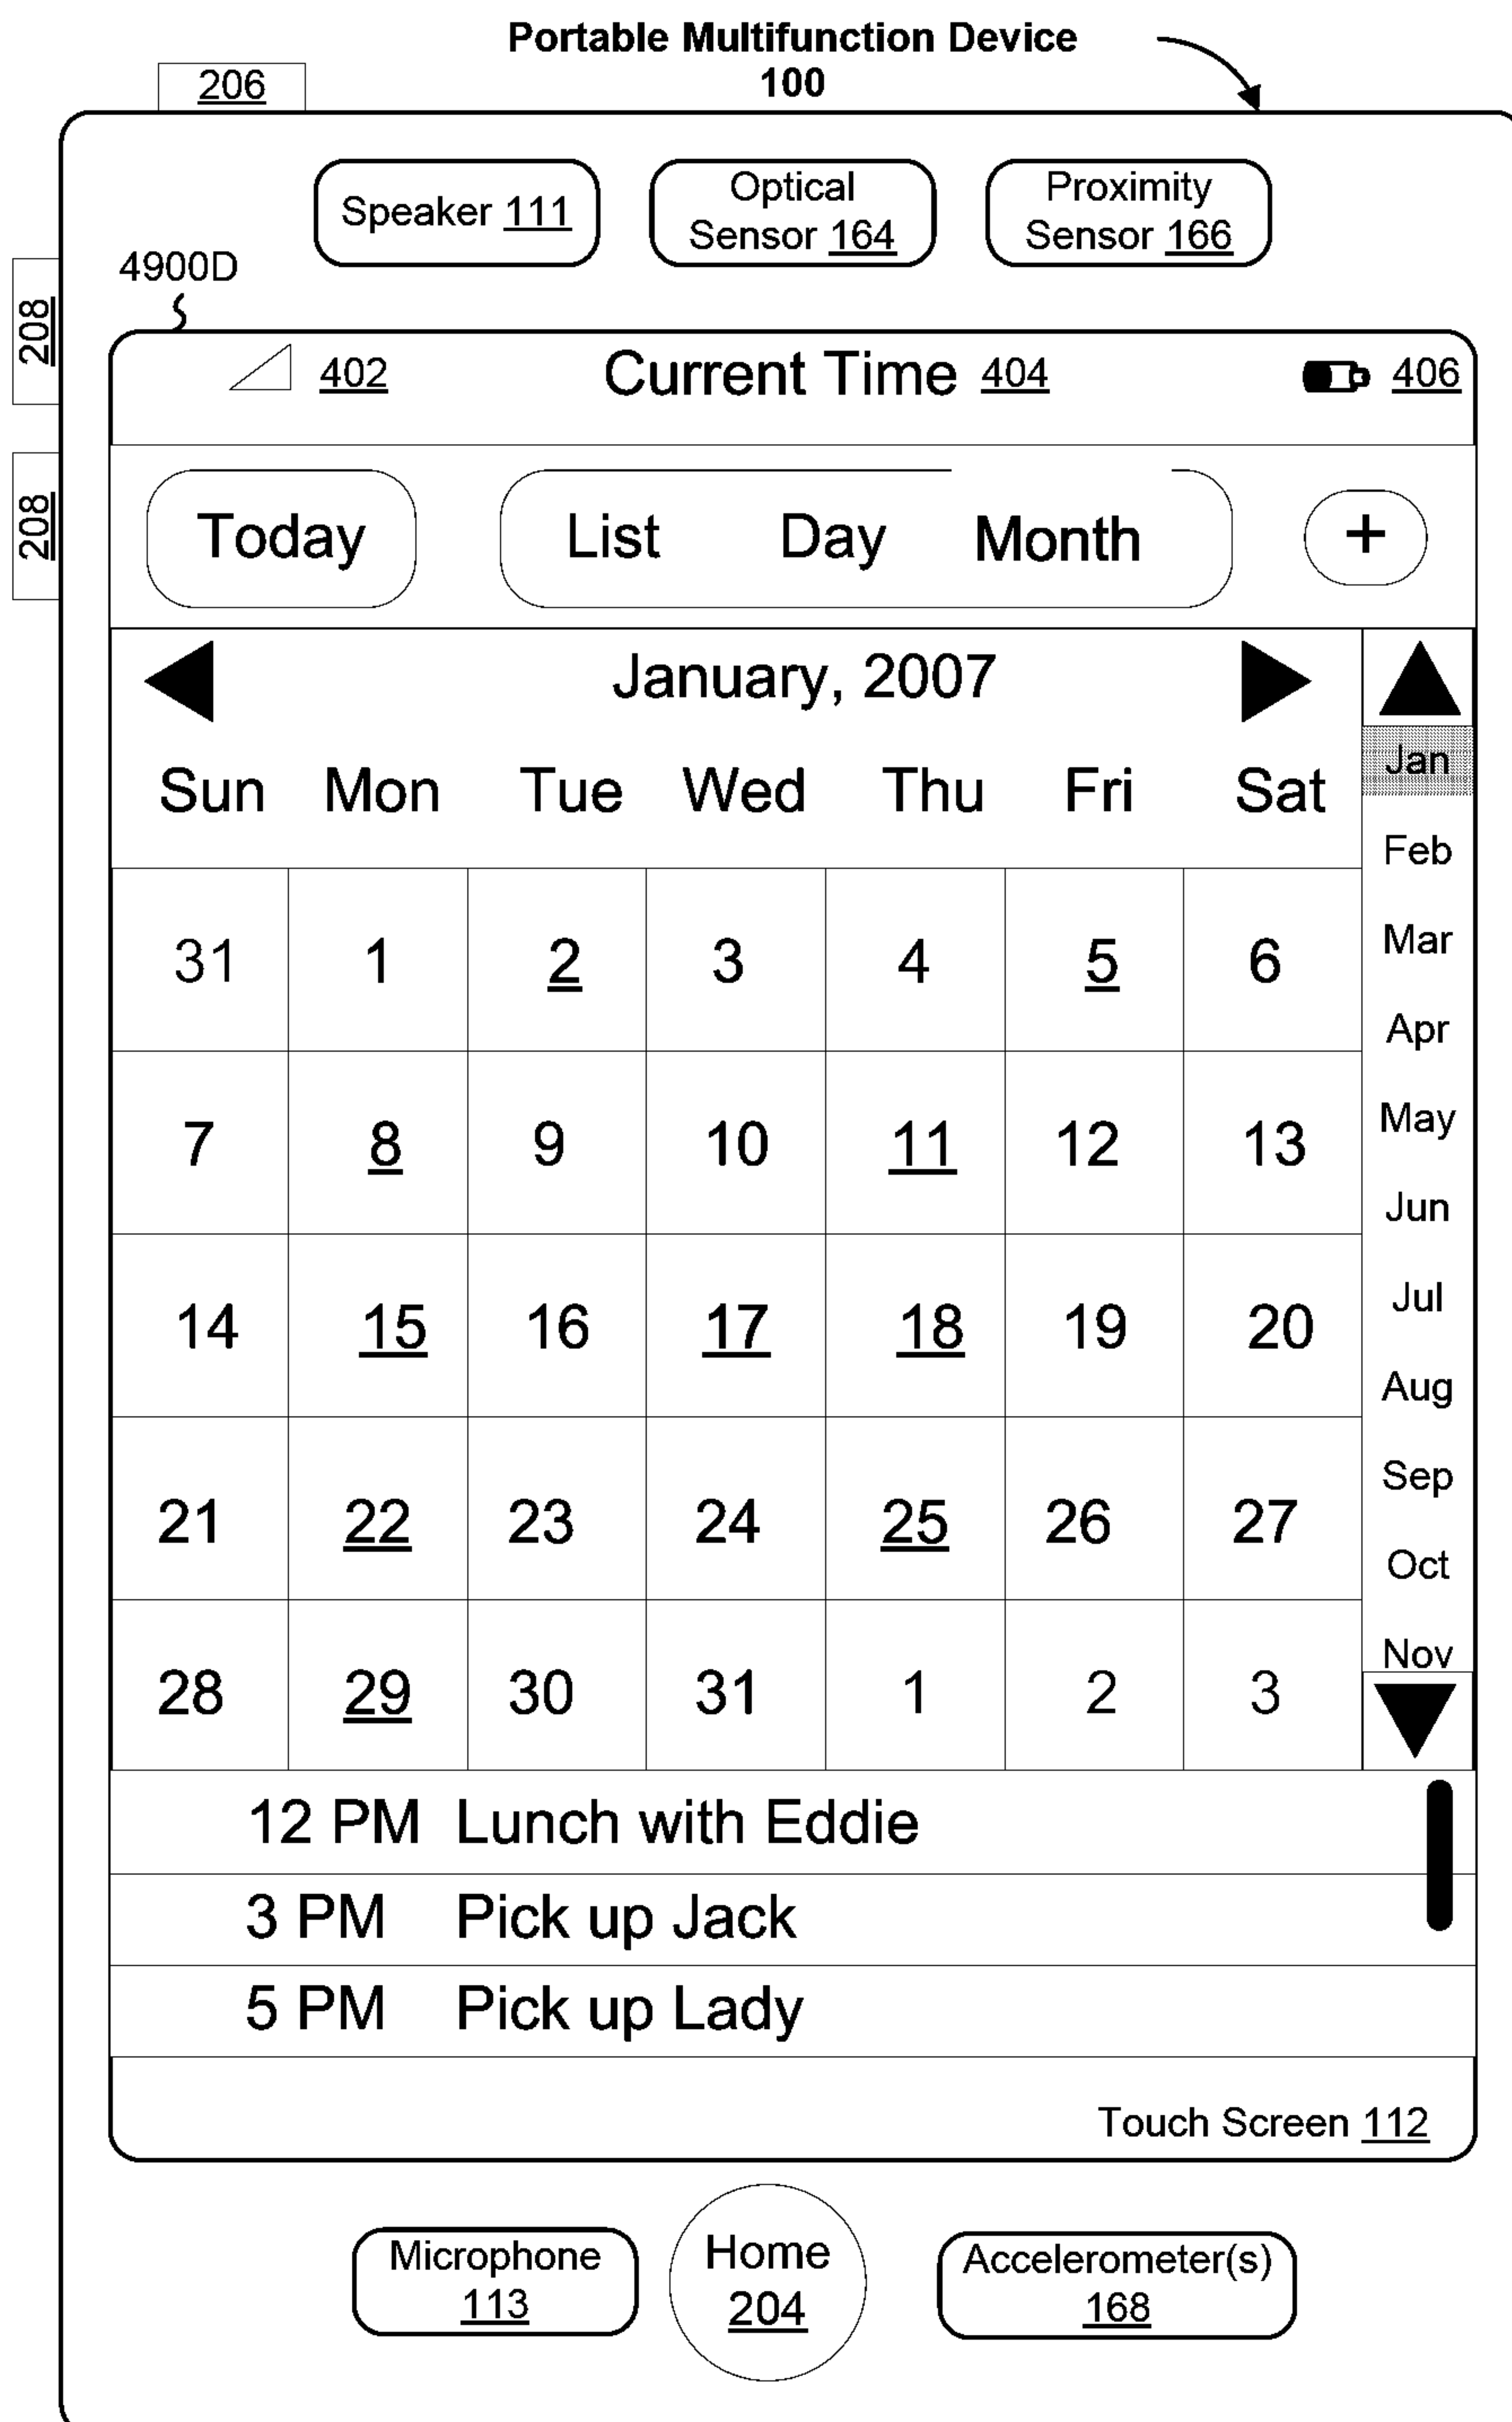 Portable Multifunction Device
100
206
Speaker 111
Optical
Sensor 164
Proximity
Sensor 166
4900D
208
208
402
Current Time 404
406
Today
List Day Month
+
January, 2007
Sun Mon Tue Wed Thu Fri Sat
31 1 2 3 4 5 6
7 8 9 10 11 12 13
14 15 16 17 18 19 20
21 22 23 24 25 26 27
28 29 30 31 1 2 3
Jan
Feb
Mar
Apr
May
Jun
Jul
Aug
Sep
Oct
Nov
12 PM Lunch with Eddie
3 PM Pick up Jack
5 PM Pick up Lady
Touch Screen 112
Microphone
113
Home
204
Accelerometer(s)
168